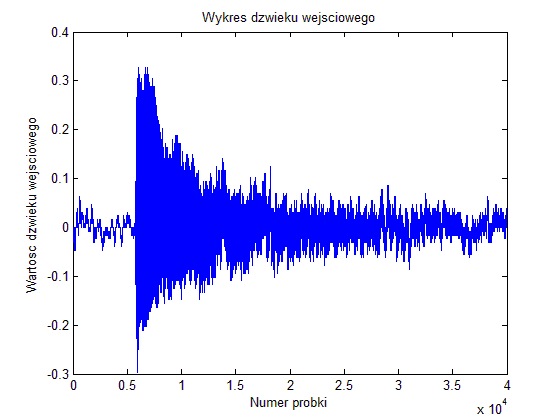 Wykres dzwieku wejsciowego
Wartosc dzwieku wejsciowego
0.4
0.3
0.2
0.1
0
-0.1
-0.2
-0.3
0 0.5 1 1.5 2 2.5 3 3.5 4
Numer probki
x 10^4